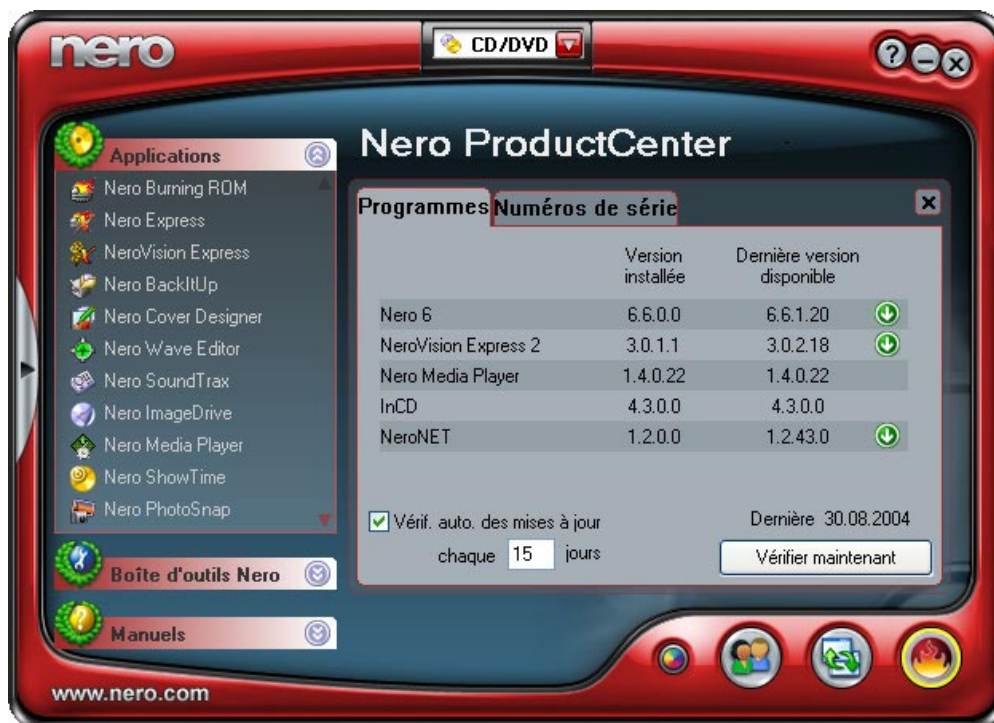 nero
CD/DVD
?
Nero ProductCenter
Applications
Nero Burning ROM
Nero Express
NeroVision Express
Nero BackItUp
Nero Cover Designer
Nero Wave Editor
Nero SoundTrax
Nero ImageDrive
Nero Media Player
Nero ShowTime
Nero PhotoSnap
Boîte d'outils Nero
Manuels
Programmes Numéros de série
Version installée Dernière version disponible
Nero 6 6.6.0.0 6.6.1.20
NeroVision Express 2 3.0.1.1 3.0.2.18
Nero Media Player 1.4.0.22 1.4.0.22
InCD 4.3.0.0 4.3.0.0
NeroNET 1.2.0.0 1.2.43.0
Vérif. auto. des mises à jour
Dernière 30.08.2004
chaque 15 jours
Vérifier maintenant
www.nero.com